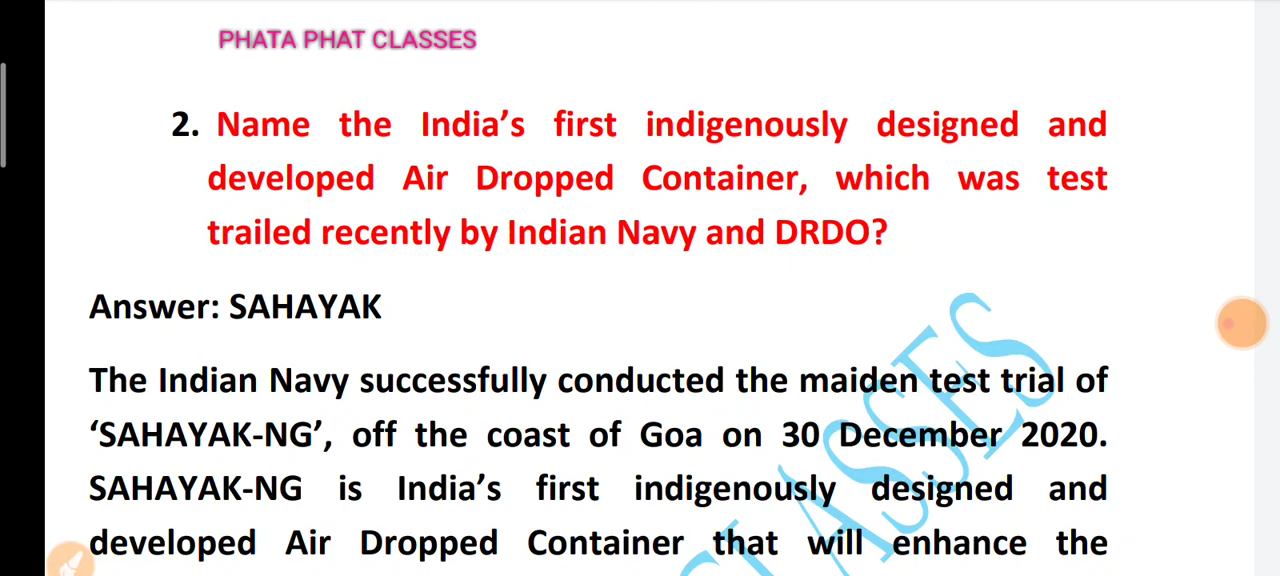 PHATA PHAT CLASSES
2. Name the India’s first indigenously designed and
developed Air Dropped Container, which was test
trailed recently by Indian Navy and DRDO?
Answer: SAHAYAK
The Indian Navy successfully conducted the maiden test trial of
‘SAHAYAK-NG’, off the coast of Goa on 30 December 2020.
SAHAYAK-NG is India’s first indigenously designed and
developed Air Dropped Container that will enhance the
CLASSES